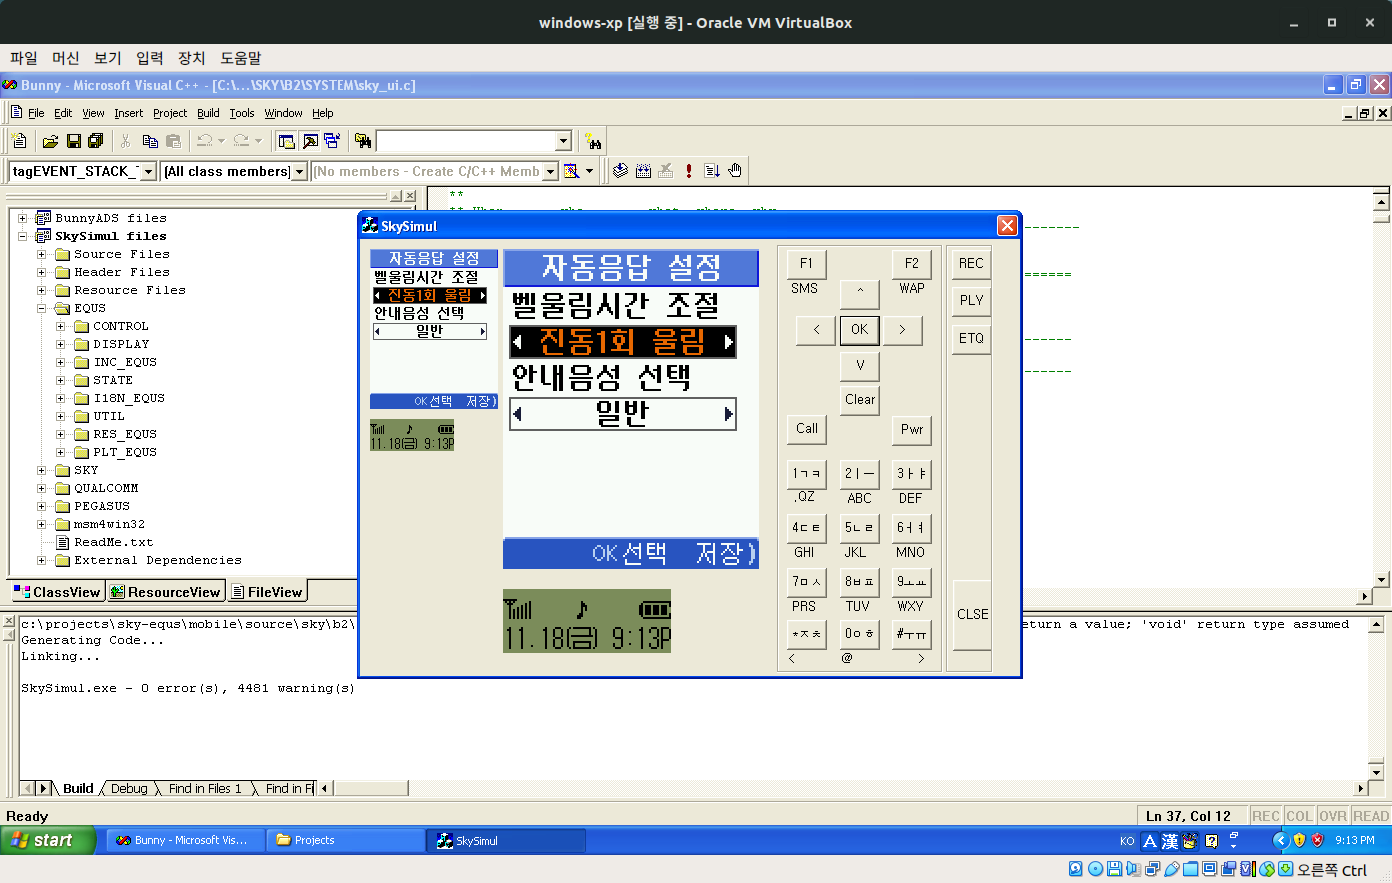 windows-xp [실행 중] - Oracle VM VirtualBox
파일 머신 보기 입력 장치 도움말
Bunny - Microsoft Visual C++ - [C:\...\SKY\B2\SYSTEM\sky_ui.c]
File Edit View Insert Project Build Tools Window Help
tagEVENT_STACK_ [All class members] [No members - Create C/C++ Memb
BunnyADS files
SkySimul files
Source Files
Header Files
Resource Files
EQUS
CONTROL
DISPLAY
INC_EQUS
STATE
I18N_EQUS
UTIL
RES_EQUS
PLT_EQUS
SKY
QUALCOMM
PEGASUS
msm4win32
ReadMe.txt
External Dependencies
ClassView ResourceView FileView
**
SkySimul
자동응답 설정
벨울림시간 조절
진동1회 울림
안내음성 선택
일반
OK선택 저장)
11.18(금) 9:13P
자동응답 설정
벨울림시간 조절
진동1회 울림
안내음성 선택
일반
OK선택 저장)
11.18(금) 9:13P
F1 F2
SMS WAP
^
< OK >
V
Clear
Call Pwr
1ㄱㅋ 2ㅣㅡ 3ㅏㅑ
.QZ ABC DEF
4ㄷㅌ 5ㄴㄹ 6ㅓㅕ
GHI JKL MNO
7ㅁㅅ 8ㅂㅍ 9ㅗㅛ
PRS TUV WXY
*ㅈㅊ 0ㅇㅎ #ㅜㅠ
< @ >
REC
PLY
ETQ
CLSE
c:\projects\sky-equs\mobile\source\sky\b2\ eturn a value; 'void' return type assumed
Generating Code...
Linking...
SkySimul.exe - 0 error(s), 4481 warning(s)
Build Debug Find in Files 1 Find in Fi
Ready Ln 37, Col 12 REC COL OVR READ
start Bunny - Microsoft Vis... Projects SkySimul KO A 漢 9:13 PM
오른쪽 Ctrl